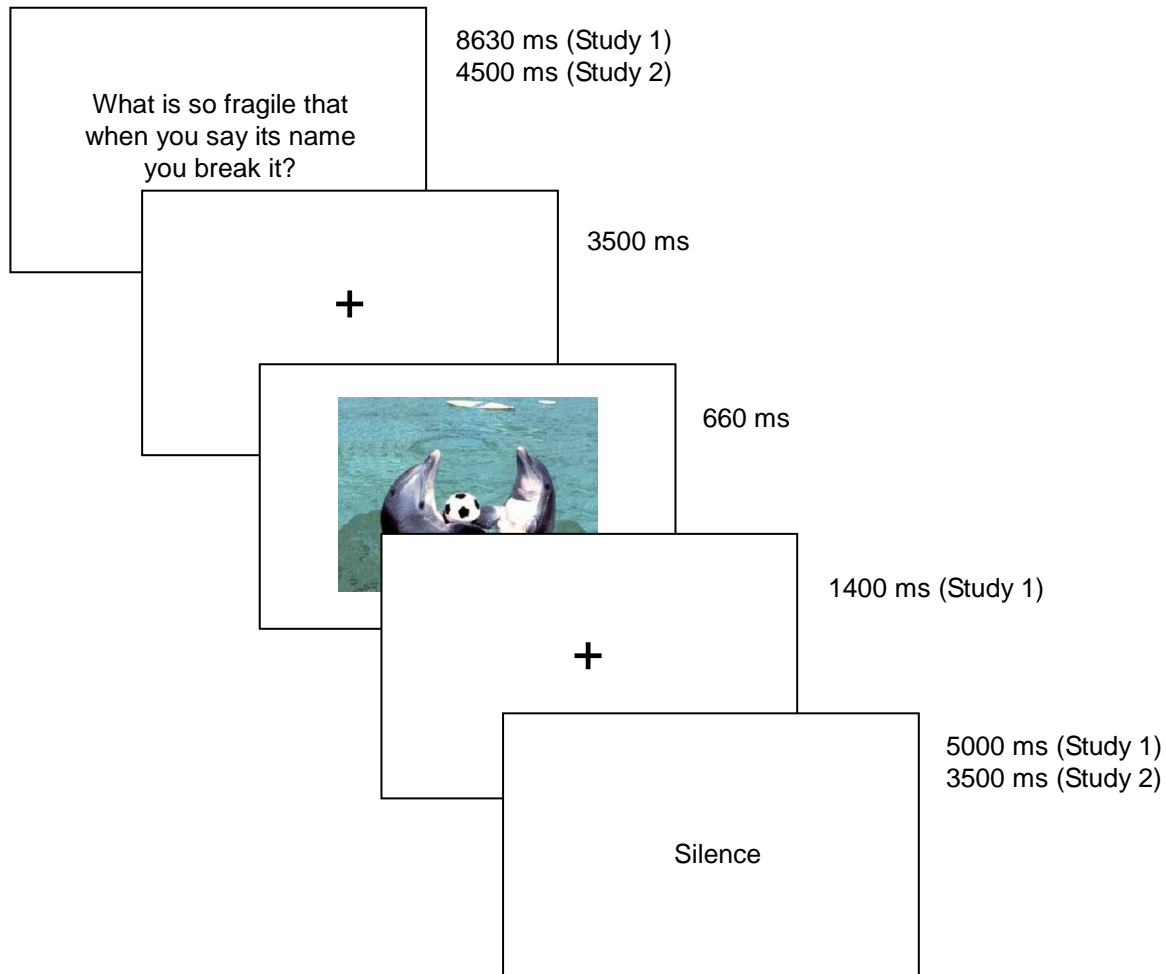 8630 ms (Study 1)
4500 ms (Study 2)
What is so fragile that
when you say its name
you break it?
3500 ms
+
660 ms
1400 ms (Study 1)
+
5000 ms (Study 1)
3500 ms (Study 2)
Silence